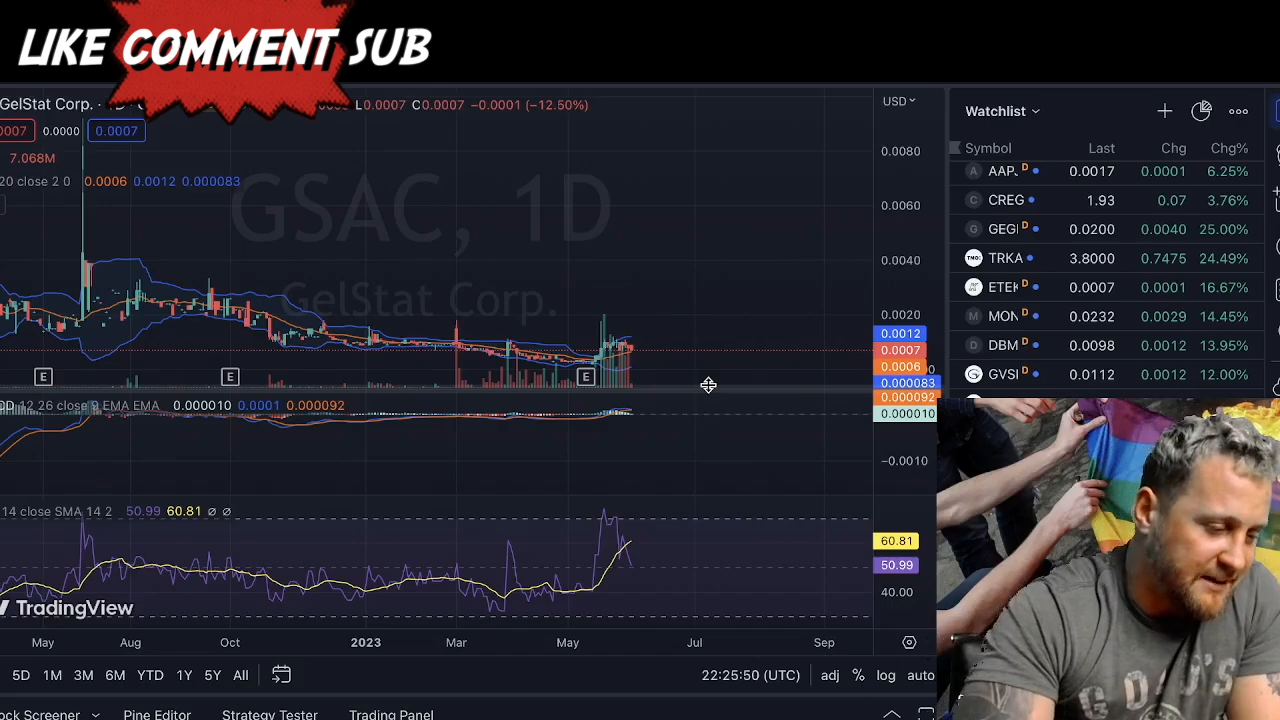 LIKE COMMENT SUB
GelStat Corp.
L0.0007 C0.0007 −0.0001 (−12.50%)
0007 0.0000 0.0007
7.068M
20 close 2 0 0.0006 0.0012 0.000083
GSAC, 1D
GelStat Corp.
USD
0.0080
0.0060
0.0040
0.0020
0.0012
0.0007
0.0006
0.000083
0.000092
0.000010
E E E
12 26 close 9 EMA EMA 0.000010 0.0001 0.000092
−0.0010
14 close SMA 14 2 50.99 60.81 ∅ ∅
60.81
50.99
40.00
TradingView
May Aug Oct 2023 Mar May Jul Sep
5D 1M 3M 6M YTD 1Y 5Y All 22:25:50 (UTC) adj % log auto
ock Screener Pine Editor Strategy Tester Trading Panel
Watchlist
Symbol Last Chg Chg%
A AAP D 0.0017 0.0001 6.25%
C CREG 1.93 0.07 3.76%
G GEGI D 0.0200 0.0040 25.00%
TRKA 3.8000 0.7475 24.49%
ETEK D 0.0007 0.0001 16.67%
M MON D 0.0232 0.0029 14.45%
D DBM D 0.0098 0.0012 13.95%
GVSI D 0.0112 0.0012 12.00%